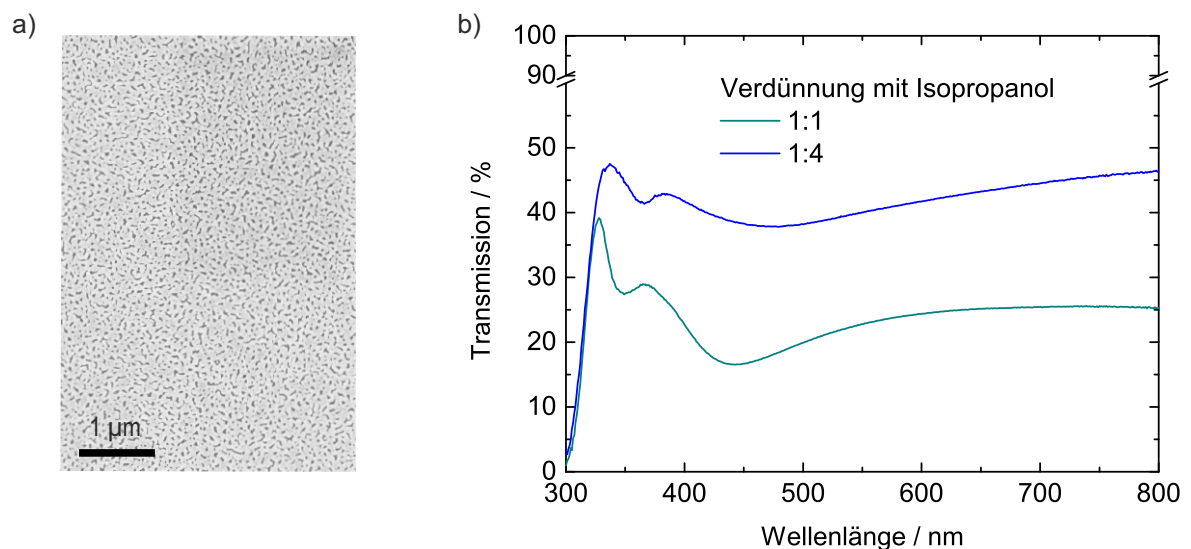 a)
1 µm
b)
Verdünnung mit Isopropanol
1:1
1:4
Transmission / %
100
90
50
40
30
20
10
0
300 400 500 600 700 800
Wellenlänge / nm